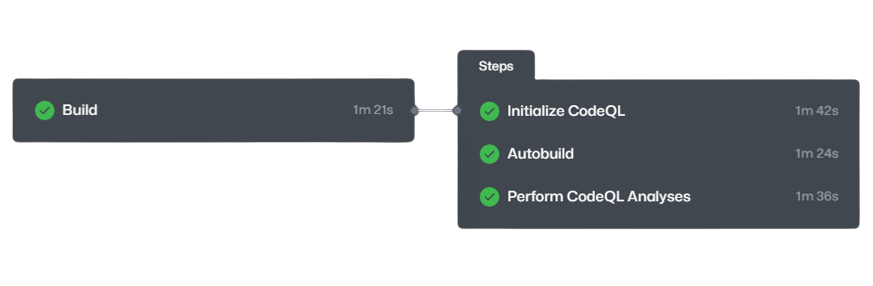 Build 1m 21s
Steps
Initialize CodeQL 1m 42s
Autobuild 1m 24s
Perform CodeQL Analyses 1m 36s